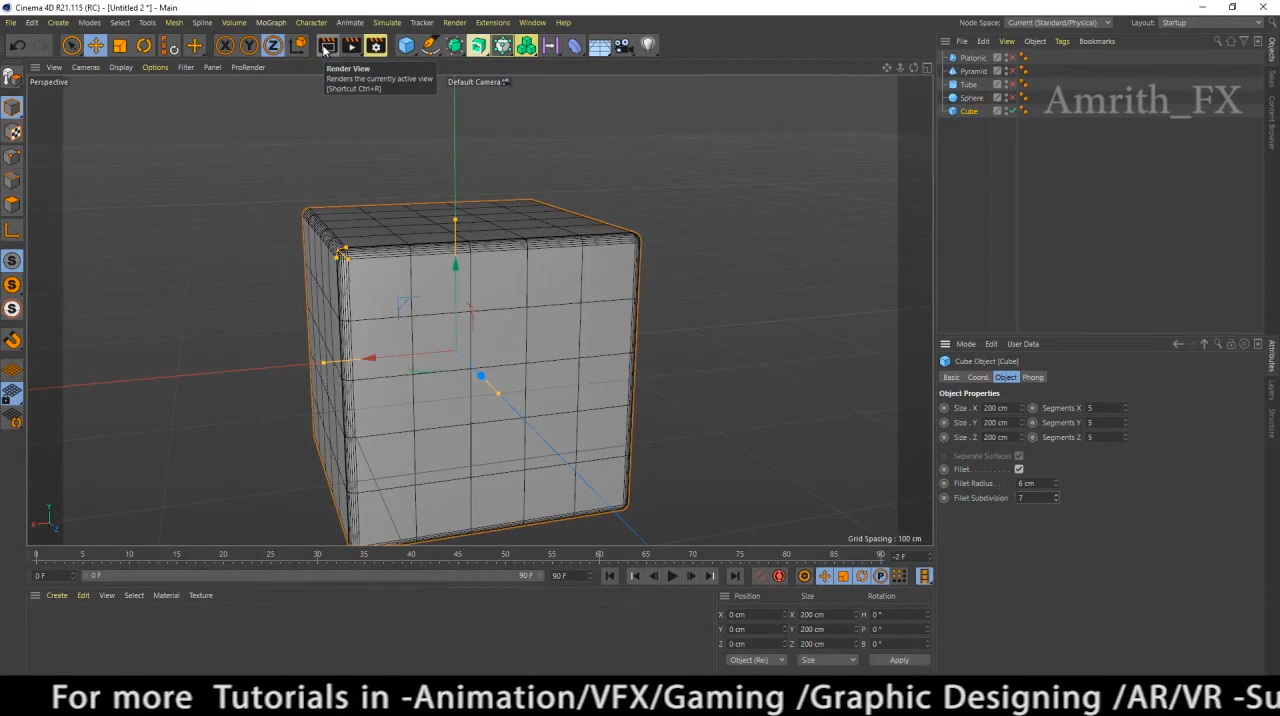 Cinema 4D R21.115 (RC) - [Untitled 2 *] - Main
File Edit Create Modes Select Tools Mesh Spline Volume MoGraph Character Animate Simulate Tracker Render Extensions Window Help
Node Space: Current (Standard/Physical) Layout: Startup
X Y Z
Render View
Renders the currently active view
[Shortcut Ctrl+R]
View Cameras Display Options Filter Panel ProRender
Perspective
Default Camera
File Edit View Object Tags Bookmarks
Platonic
Pyramid
Tube
Sphere
Cube
Amrith_FX
Objects
Takes
Content Browser
Mode Edit User Data
Attributes
Layers
Structure
Cube Object [Cube]
Basic Coord. Object Phong
Object Properties
Size . X 200 cm Segments X 5
Size . Y 200 cm Segments Y 5
Size . Z 200 cm Segments Z 5
Separate Surfaces
Fillet
Fillet Radius 6 cm
Fillet Subdivision 7
S
S
S
Y
X
Z
Grid Spacing : 100 cm
0 5 10 15 20 25 30 35 40 45 50 55 60 65 70 75 80 85 90 -2 F
0 F 0 F 90 F 90 F
P
Create Edit View Select Material Texture
Position Size Rotation
X 0 cm X 200 cm H 0 °
Y 0 cm Y 200 cm P 0 °
Z 0 cm Z 200 cm B 0 °
Object (Rel) Size Apply
For more Tutorials in -Animation/VFX/Gaming /Graphic Designing /AR/VR -Su